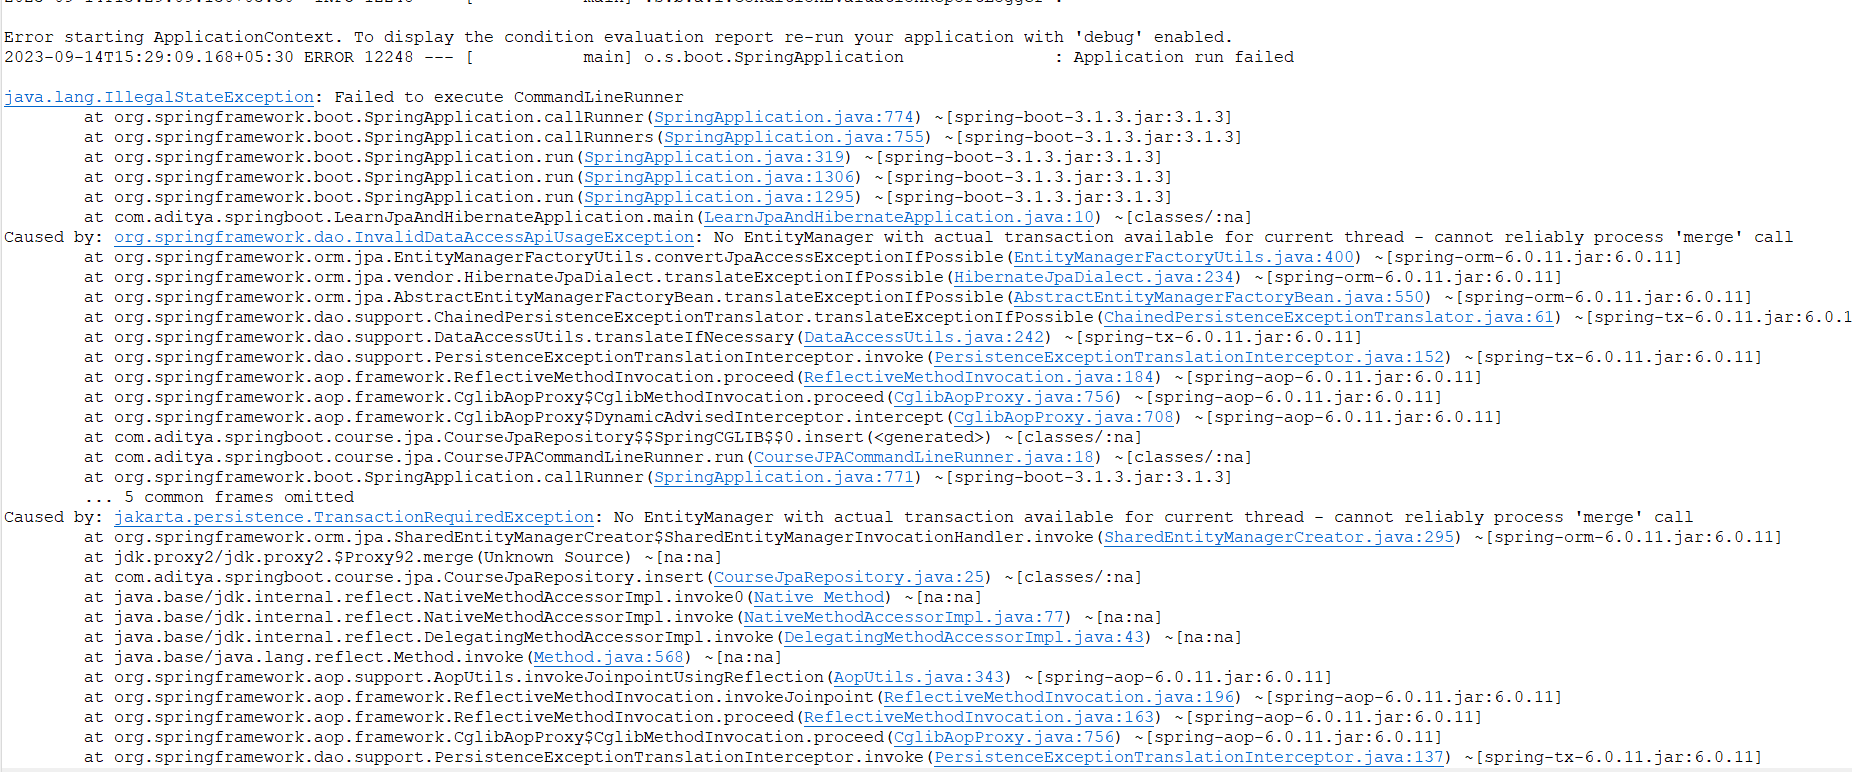 Error starting ApplicationContext. To display the condition evaluation report re-run your application with 'debug' enabled.
2023-09-14T15:29:09.168+05:30 ERROR 12248 --- [           main] o.s.boot.SpringApplication               : Application run failed
java.lang.IllegalStateException: Failed to execute CommandLineRunner
at org.springframework.boot.SpringApplication.callRunner(SpringApplication.java:774) ~[spring-boot-3.1.3.jar:3.1.3]
at org.springframework.boot.SpringApplication.callRunners(SpringApplication.java:755) ~[spring-boot-3.1.3.jar:3.1.3]
at org.springframework.boot.SpringApplication.run(SpringApplication.java:319) ~[spring-boot-3.1.3.jar:3.1.3]
at org.springframework.boot.SpringApplication.run(SpringApplication.java:1306) ~[spring-boot-3.1.3.jar:3.1.3]
at org.springframework.boot.SpringApplication.run(SpringApplication.java:1295) ~[spring-boot-3.1.3.jar:3.1.3]
at com.aditya.springboot.LearnJpaAndHibernateApplication.main(LearnJpaAndHibernateApplication.java:10) ~[classes/:na]
Caused by: org.springframework.dao.InvalidDataAccessApiUsageException: No EntityManager with actual transaction available for current thread - cannot reliably process 'merge' call
at org.springframework.orm.jpa.EntityManagerFactoryUtils.convertJpaAccessExceptionIfPossible(EntityManagerFactoryUtils.java:400) ~[spring-orm-6.0.11.jar:6.0.11]
at org.springframework.orm.jpa.vendor.HibernateJpaDialect.translateExceptionIfPossible(HibernateJpaDialect.java:234) ~[spring-orm-6.0.11.jar:6.0.11]
at org.springframework.orm.jpa.AbstractEntityManagerFactoryBean.translateExceptionIfPossible(AbstractEntityManagerFactoryBean.java:550) ~[spring-orm-6.0.11.jar:6.0.11]
at org.springframework.dao.support.ChainedPersistenceExceptionTranslator.translateExceptionIfPossible(ChainedPersistenceExceptionTranslator.java:61) ~[spring-tx-6.0.11.jar:6.0.1
at org.springframework.dao.support.DataAccessUtils.translateIfNecessary(DataAccessUtils.java:242) ~[spring-tx-6.0.11.jar:6.0.11]
at org.springframework.dao.support.PersistenceExceptionTranslationInterceptor.invoke(PersistenceExceptionTranslationInterceptor.java:152) ~[spring-tx-6.0.11.jar:6.0.11]
at org.springframework.aop.framework.ReflectiveMethodInvocation.proceed(ReflectiveMethodInvocation.java:184) ~[spring-aop-6.0.11.jar:6.0.11]
at org.springframework.aop.framework.CglibAopProxy$CglibMethodInvocation.proceed(CglibAopProxy.java:756) ~[spring-aop-6.0.11.jar:6.0.11]
at org.springframework.aop.framework.CglibAopProxy$DynamicAdvisedInterceptor.intercept(CglibAopProxy.java:708) ~[spring-aop-6.0.11.jar:6.0.11]
at com.aditya.springboot.course.jpa.CourseJpaRepository$$SpringCGLIB$$0.insert(<generated>) ~[classes/:na]
at com.aditya.springboot.course.jpa.CourseJPACommandLineRunner.run(CourseJPACommandLineRunner.java:18) ~[classes/:na]
at org.springframework.boot.SpringApplication.callRunner(SpringApplication.java:771) ~[spring-boot-3.1.3.jar:3.1.3]
... 5 common frames omitted
Caused by: jakarta.persistence.TransactionRequiredException: No EntityManager with actual transaction available for current thread - cannot reliably process 'merge' call
at org.springframework.orm.jpa.SharedEntityManagerCreator$SharedEntityManagerInvocationHandler.invoke(SharedEntityManagerCreator.java:295) ~[spring-orm-6.0.11.jar:6.0.11]
at jdk.proxy2/jdk.proxy2.$Proxy92.merge(Unknown Source) ~[na:na]
at com.aditya.springboot.course.jpa.CourseJpaRepository.insert(CourseJpaRepository.java:25) ~[classes/:na]
at java.base/jdk.internal.reflect.NativeMethodAccessorImpl.invoke0(Native Method) ~[na:na]
at java.base/jdk.internal.reflect.NativeMethodAccessorImpl.invoke(NativeMethodAccessorImpl.java:77) ~[na:na]
at java.base/jdk.internal.reflect.DelegatingMethodAccessorImpl.invoke(DelegatingMethodAccessorImpl.java:43) ~[na:na]
at java.base/java.lang.reflect.Method.invoke(Method.java:568) ~[na:na]
at org.springframework.aop.support.AopUtils.invokeJoinpointUsingReflection(AopUtils.java:343) ~[spring-aop-6.0.11.jar:6.0.11]
at org.springframework.aop.framework.ReflectiveMethodInvocation.invokeJoinpoint(ReflectiveMethodInvocation.java:196) ~[spring-aop-6.0.11.jar:6.0.11]
at org.springframework.aop.framework.ReflectiveMethodInvocation.proceed(ReflectiveMethodInvocation.java:163) ~[spring-aop-6.0.11.jar:6.0.11]
at org.springframework.aop.framework.CglibAopProxy$CglibMethodInvocation.proceed(CglibAopProxy.java:756) ~[spring-aop-6.0.11.jar:6.0.11]
at org.springframework.dao.support.PersistenceExceptionTranslationInterceptor.invoke(PersistenceExceptionTranslationInterceptor.java:137) ~[spring-tx-6.0.11.jar:6.0.11]